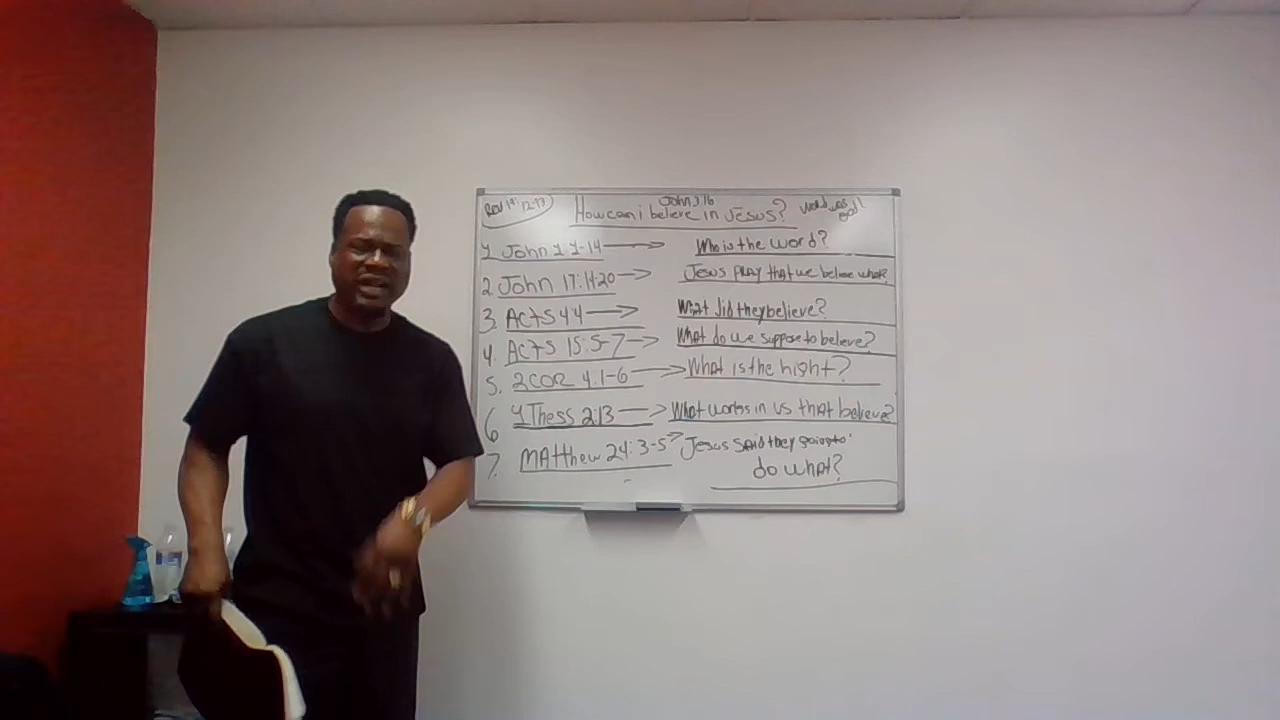 John 3.16
How can i believe in Jesus?
1. John 1 1-14 → Who is the word?
2. John 17:14-20 → Jesus pray that we believe what?
3. Acts 4 4 → What did they believe?
4. Acts 15:5-7 → What do we suppose to believe?
5. 2COR 4.1-6 → What is the hight?
6 1 Thess 2:13 → What works in us that believe?
7. Matthew 24:3-5 → Jesus said they going to
do what?